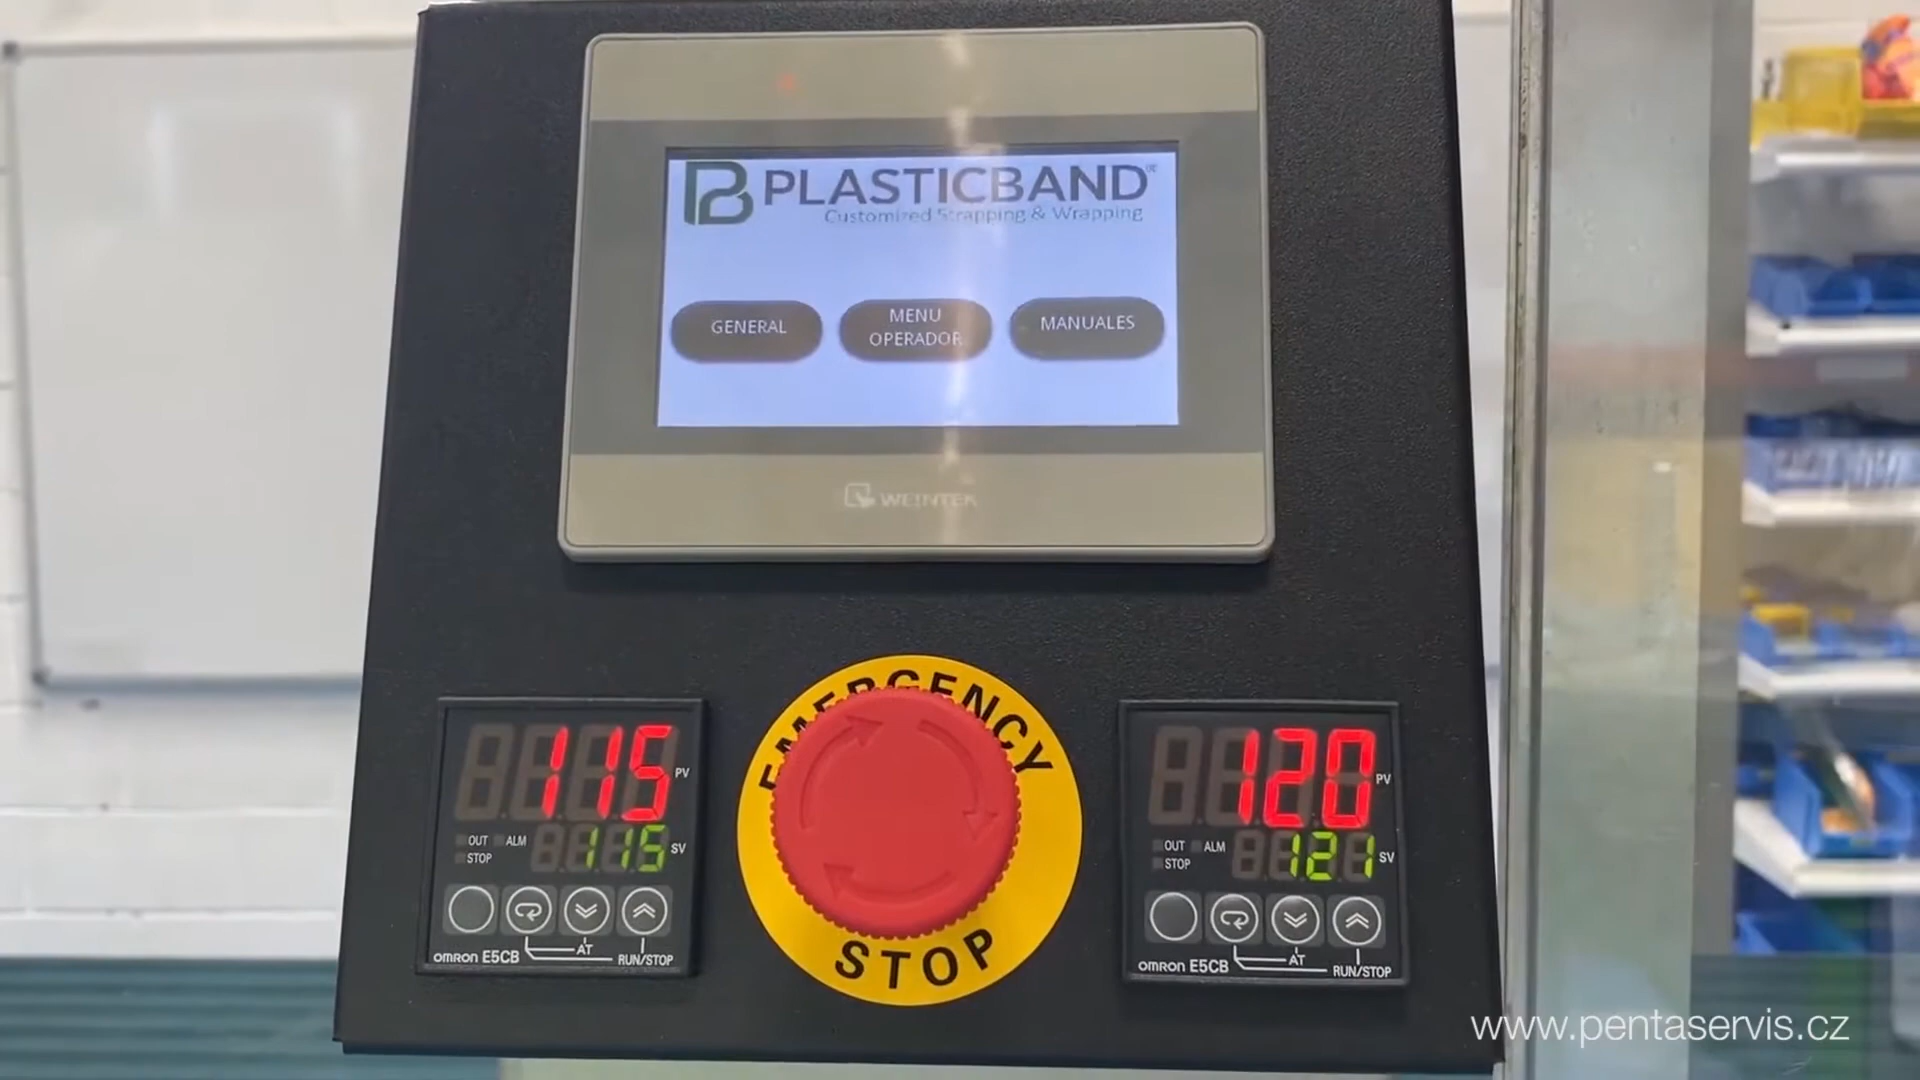 PLASTICBAND
Customized Strapping & Wrapping
GENERAL
MENU
OPERADOR
MANUALES
WEINTEK
EMERGENCY
STOP
115 PV
OUT ALM
STOP
115 SV
AT
omron E5CB
RUN/STOP
120 PV
OUT ALM
STOP
121 SV
AT
omron E5CB
RUN/STOP
www.pentaservis.cz